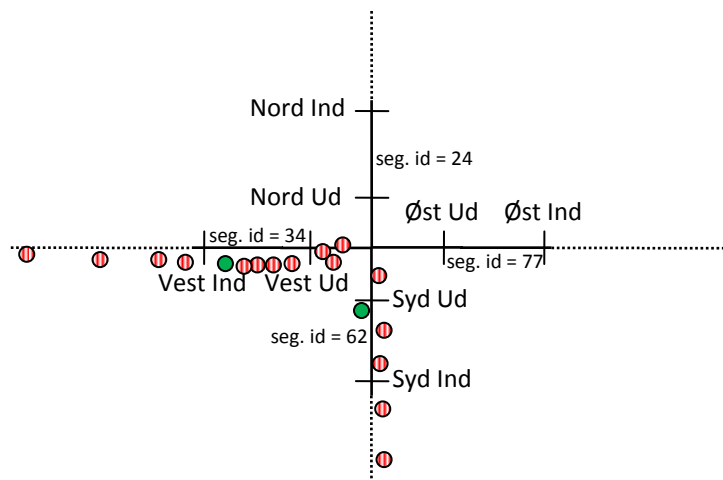 Nord Ind
seg. id = 24
Nord Ud
Øst Ud
Øst Ind
seg. id = 34
seg. id = 77
Vest Ind
Vest Ud
Syd Ud
seg. id = 62
Syd Ind